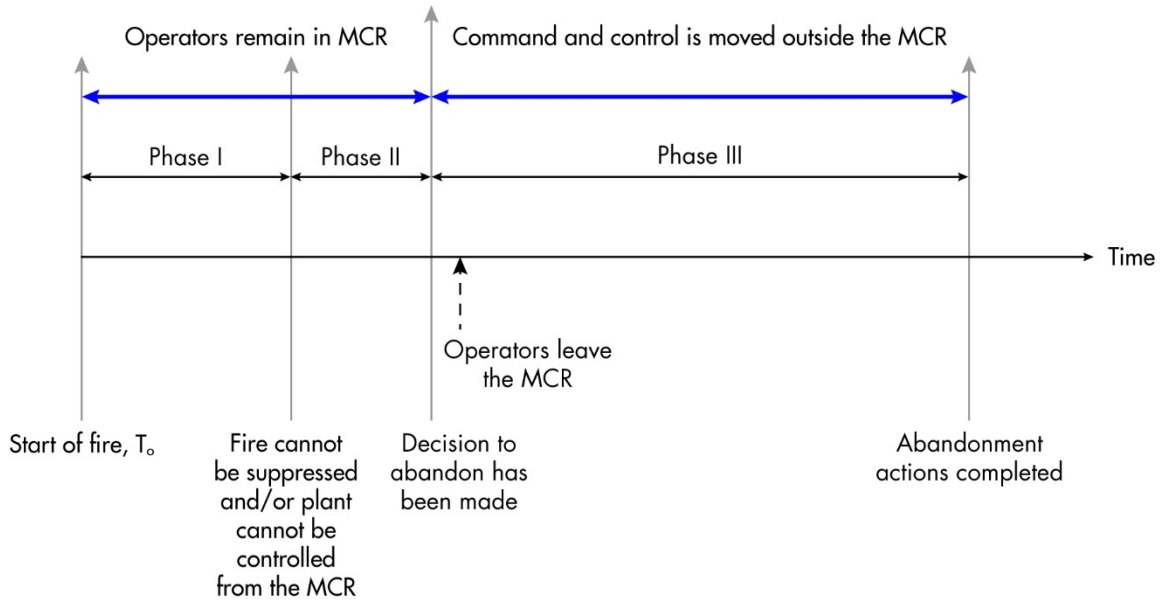 Operators remain in MCR
Command and control is moved outside the MCR
Phase I
Phase II
Phase III
Time
Operators leave
the MCR
Start of fire, Tₒ
Fire cannot
be suppressed
and/or plant
cannot be
controlled
from the MCR
Decision to
abandon has
been made
Abandonment
actions completed